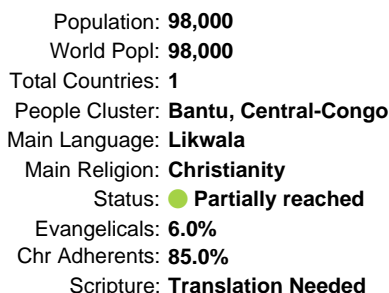 Population: 98,000
World Popl: 98,000
Total Countries: 1
People Cluster: Bantu, Central-Congo
Main Language: Likwala
Main Religion: Christianity
Status: Partially reached
Evangelicals: 6.0%
Chr Adherents: 85.0%
Scripture: Translation Needed